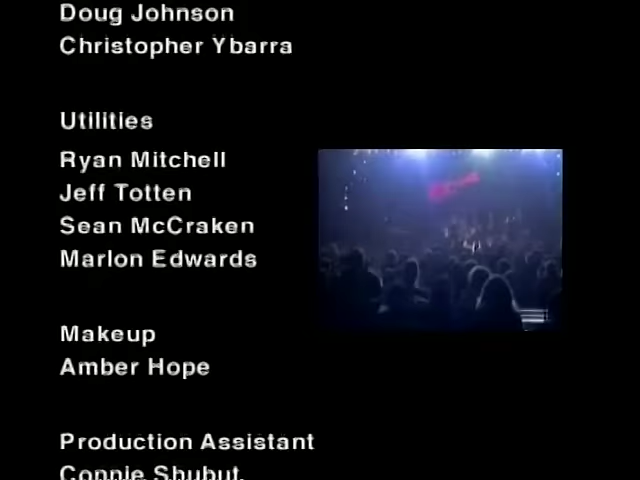 Doug Johnson
Christopher Ybarra
Utilities
Ryan Mitchell
Jeff Totten
Sean McCraken
Marlon Edwards
Makeup
Amber Hope
Production Assistant
Connie Shubut